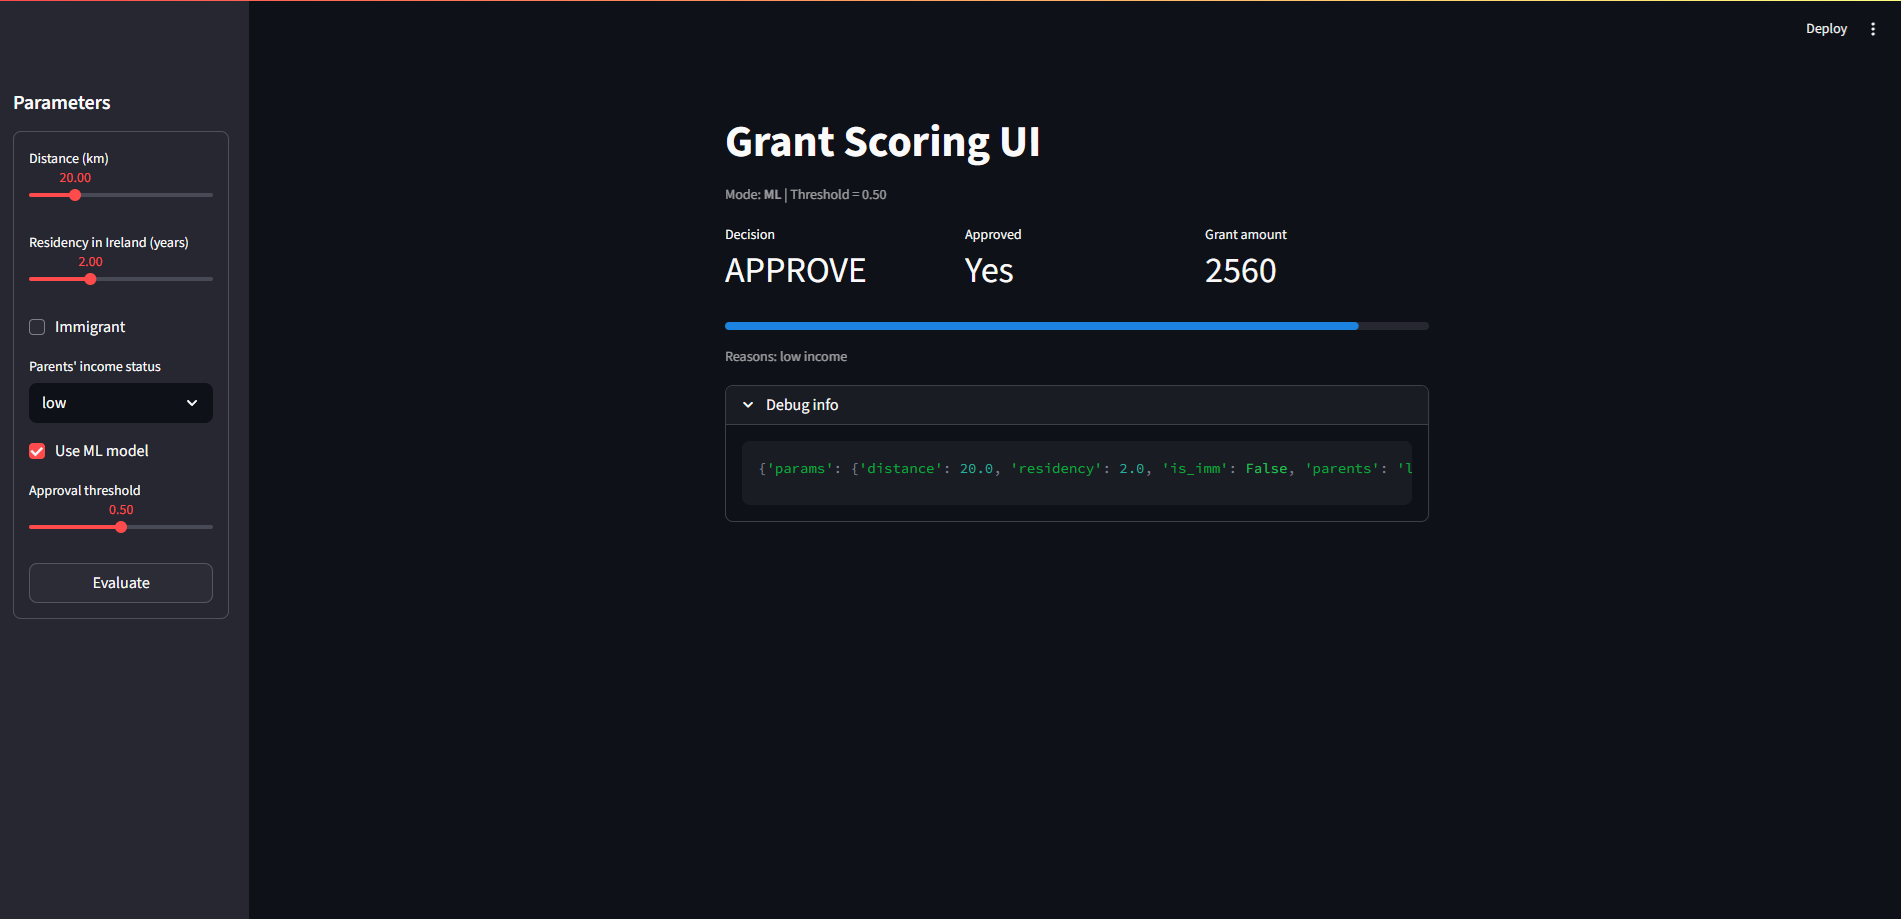 Deploy
Parameters
Distance (km)
20.00
Residency in Ireland (years)
2.00
Immigrant
Parents' income status
low
Use ML model
Approval threshold
0.50
Evaluate
Grant Scoring UI
Mode: ML | Threshold = 0.50
Decision
APPROVE
Approved
Yes
Grant amount
2560
Reasons: low income
Debug info
{'params': {'distance': 20.0, 'residency': 2.0, 'is_imm': False, 'parents': 'l